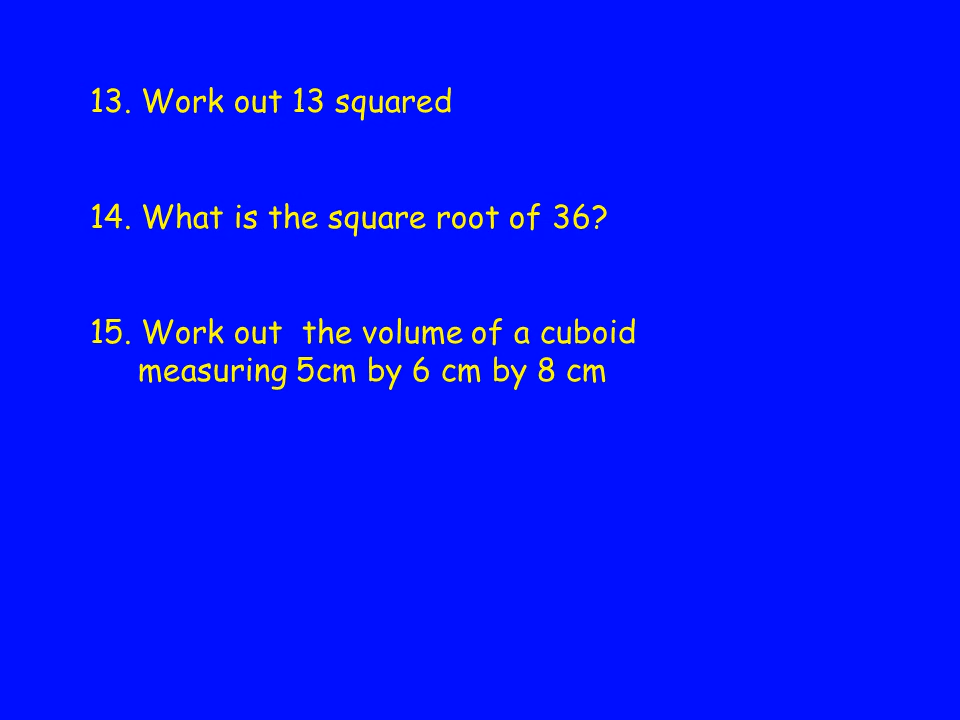 13. Work out 13 squared
14. What is the square root of 36?
15. Work out the volume of a cuboid
measuring 5cm by 6 cm by 8 cm